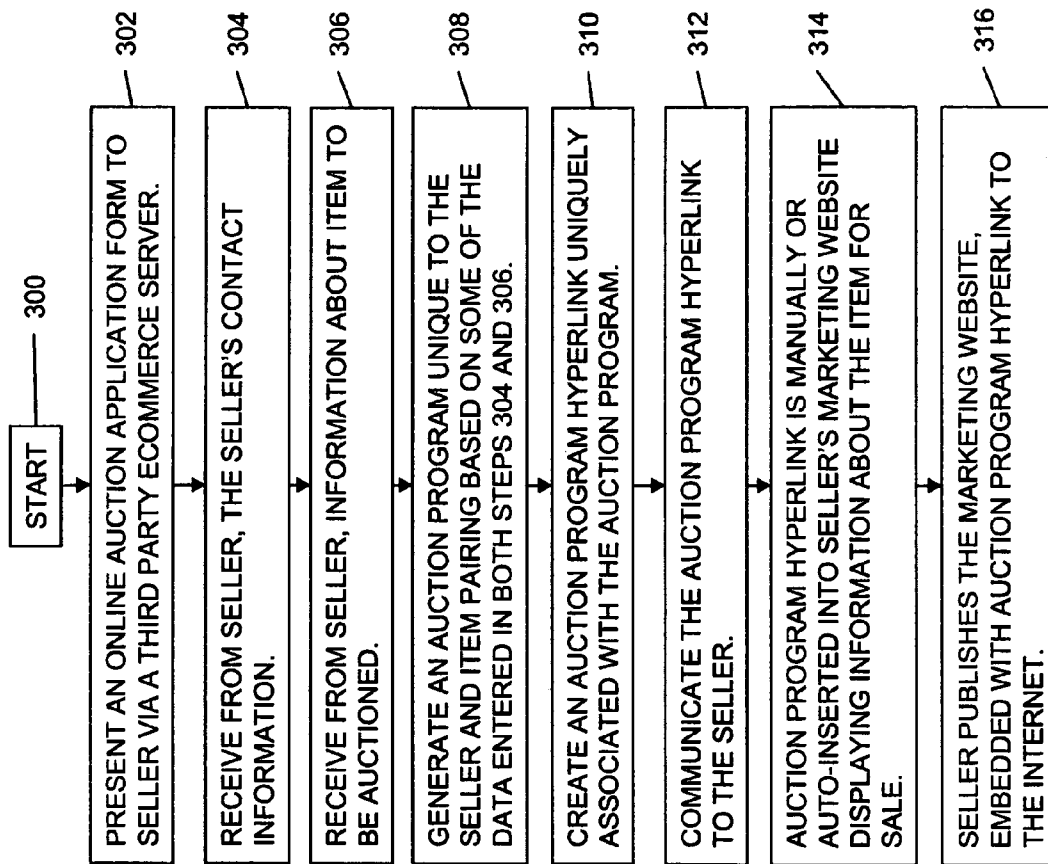 START
300
PRESENT AN ONLINE AUCTION APPLICATION FORM TO
SELLER VIA A THIRD PARTY ECOMMERCE SERVER.
302
RECEIVE FROM SELLER, THE SELLER'S CONTACT
INFORMATION.
304
RECEIVE FROM SELLER, INFORMATION ABOUT ITEM TO
BE AUCTIONED.
306
GENERATE AN AUCTION PROGRAM UNIQUE TO THE
SELLER AND ITEM PAIRING BASED ON SOME OF THE
DATA ENTERED IN BOTH STEPS 304 AND 306.
308
CREATE AN AUCTION PROGRAM HYPERLINK UNIQUELY
ASSOCIATED WITH THE AUCTION PROGRAM.
310
COMMUNICATE THE AUCTION PROGRAM HYPERLINK
TO THE SELLER.
312
AUCTION PROGRAM HYPERLINK IS MANUALLY OR
AUTO-INSERTED INTO SELLER'S MARKETING WEBSITE
DISPLAYING INFORMATION ABOUT THE ITEM FOR
SALE.
314
SELLER PUBLISHES THE MARKETING WEBSITE,
EMBEDDED WITH AUCTION PROGRAM HYPERLINK TO
THE INTERNET.
316